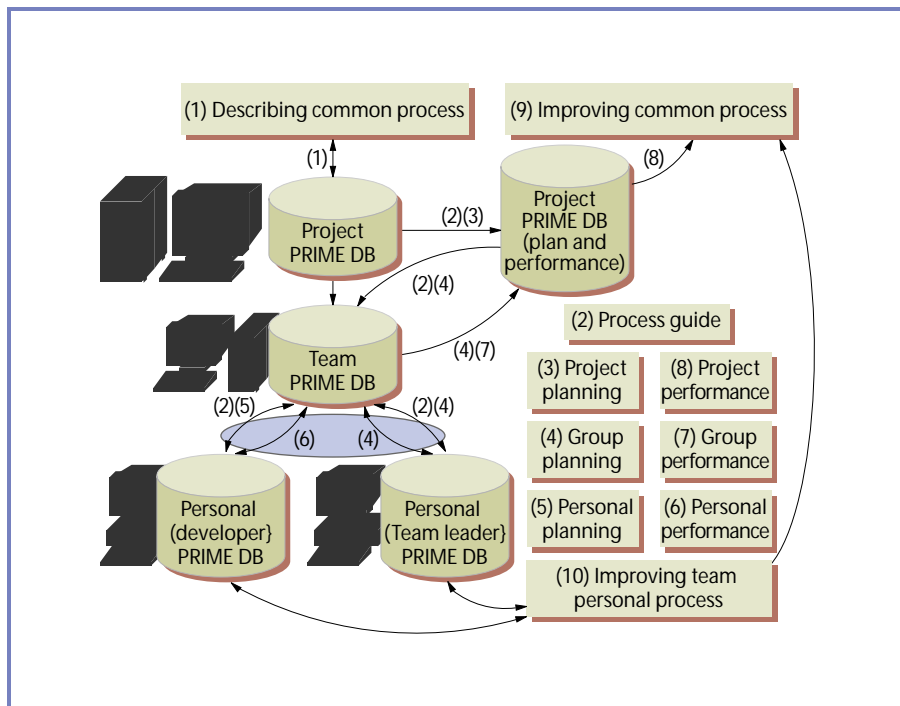 (1) Describing common process
(9) Improving common process
(1)
(8)
Project
PRIME DB
(2)(3)
Project
PRIME DB
(plan and
performance)
(2)(4)
(2) Process guide
Team
PRIME DB
(4)(7)
(3) Project
planning
(8) Project
performance
(2)(5)
(6)
(4)
(2)(4)
(4) Group
planning
(7) Group
performance
Personal
(developer}
PRIME DB
Personal
(Team leader}
PRIME DB
(5) Personal
planning
(6) Personal
performance
(10) Improving team
personal process